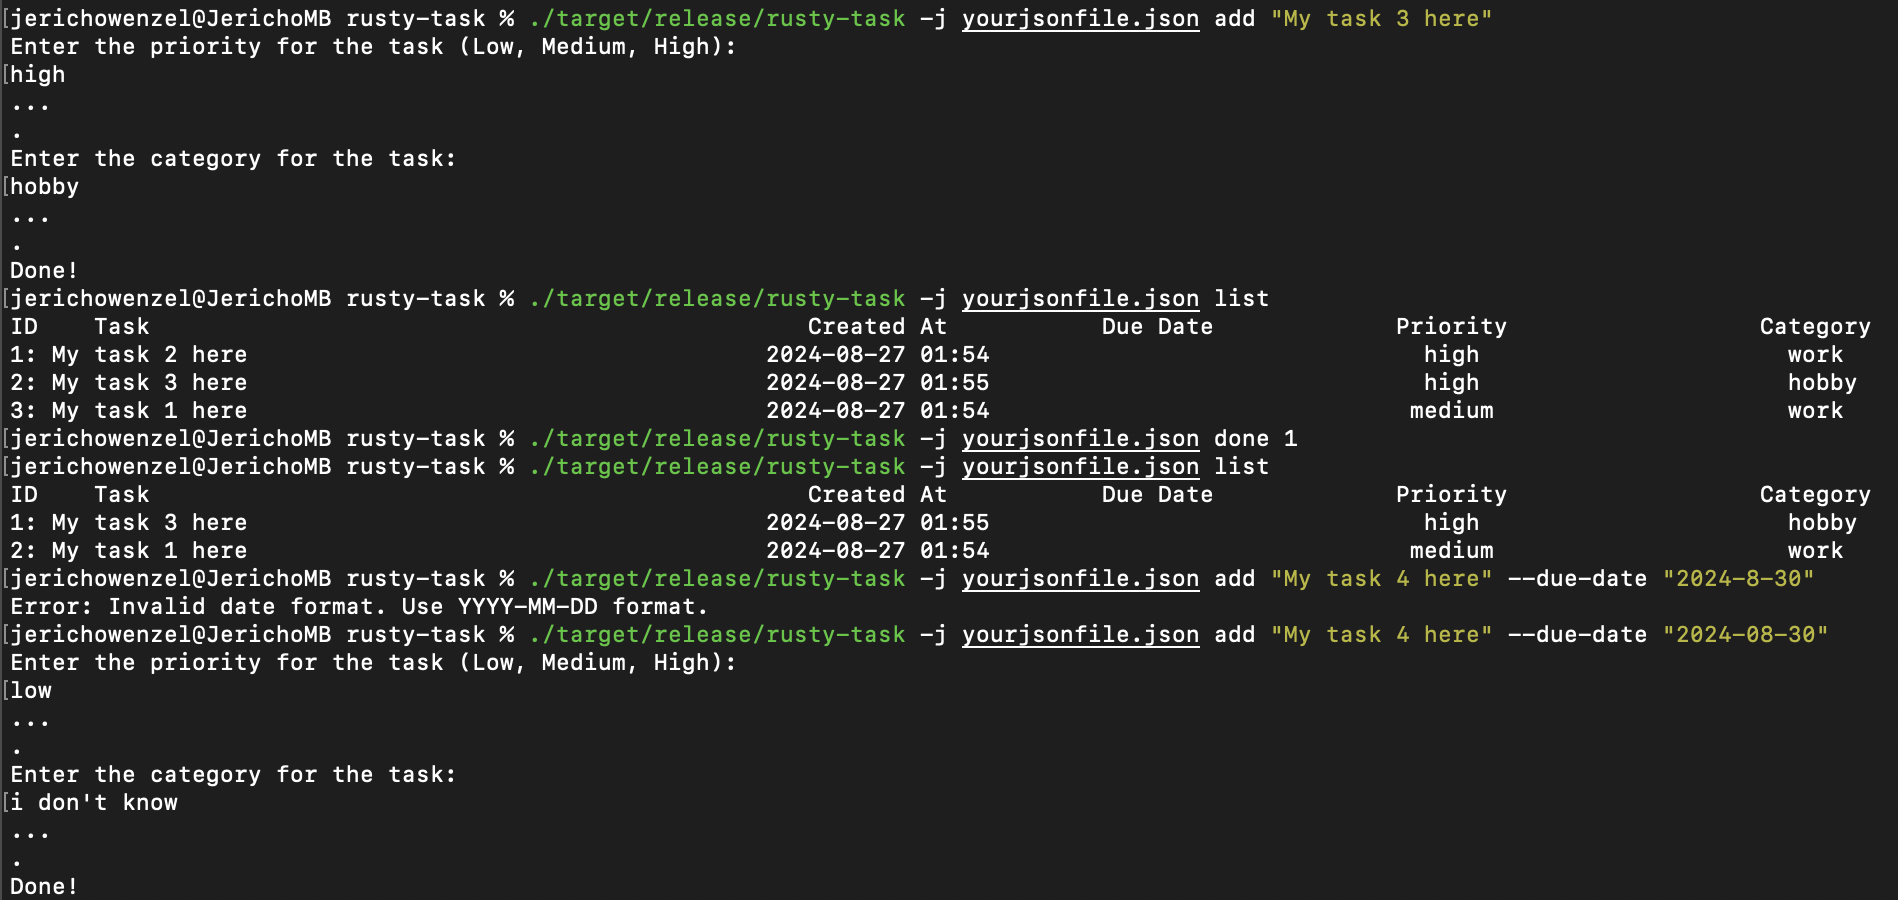 [jerichowenzel@JerichoMB rusty-task % ./target/release/rusty-task -j yourjsonfile.json add "My task 3 here"
Enter the priority for the task (Low, Medium, High):
[high
...
.
Enter the category for the task:
[hobby
...
.
Done!
[jerichowenzel@JerichoMB rusty-task % ./target/release/rusty-task -j yourjsonfile.json list
ID    Task    Created At    Due Date    Priority    Category
1: My task 2 here    2024-08-27 01:54    high    work
2: My task 3 here    2024-08-27 01:55    high    hobby
3: My task 1 here    2024-08-27 01:54    medium    work
[jerichowenzel@JerichoMB rusty-task % ./target/release/rusty-task -j yourjsonfile.json done 1
[jerichowenzel@JerichoMB rusty-task % ./target/release/rusty-task -j yourjsonfile.json list
ID    Task    Created At    Due Date    Priority    Category
1: My task 3 here    2024-08-27 01:55    high    hobby
2: My task 1 here    2024-08-27 01:54    medium    work
[jerichowenzel@JerichoMB rusty-task % ./target/release/rusty-task -j yourjsonfile.json add "My task 4 here" --due-date "2024-8-30"
Error: Invalid date format. Use YYYY-MM-DD format.
[jerichowenzel@JerichoMB rusty-task % ./target/release/rusty-task -j yourjsonfile.json add "My task 4 here" --due-date "2024-08-30"
Enter the priority for the task (Low, Medium, High):
[low
...
.
Enter the category for the task:
[i don't know
...
.
Done!